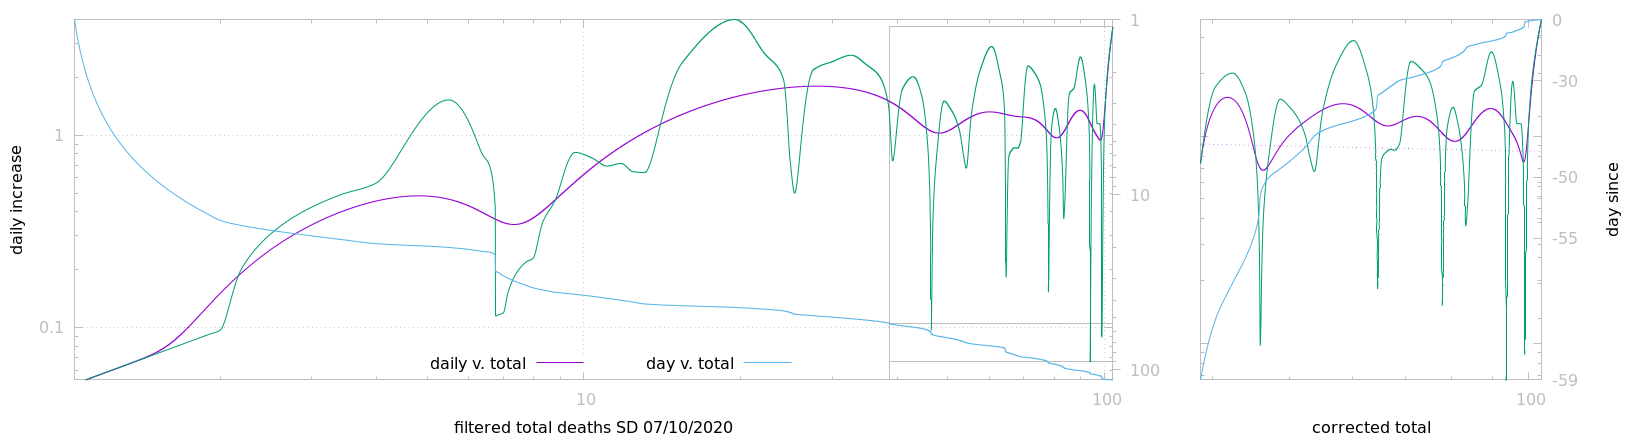 1
0.1
daily increase
daily v. total
day v. total
10
100
1
10
100
filtered total deaths SD 07/10/2020
0
-30
-50
-55
-59
day since
100
corrected total